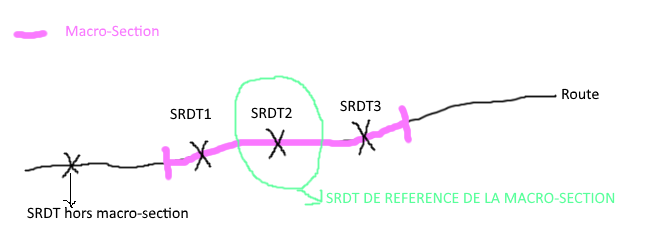 Macro-Section
Route
SRDT1
SRDT2
SRDT3
SRDT DE REFERENCE DE LA MACRO-SECTION
SRDT hors macro-section